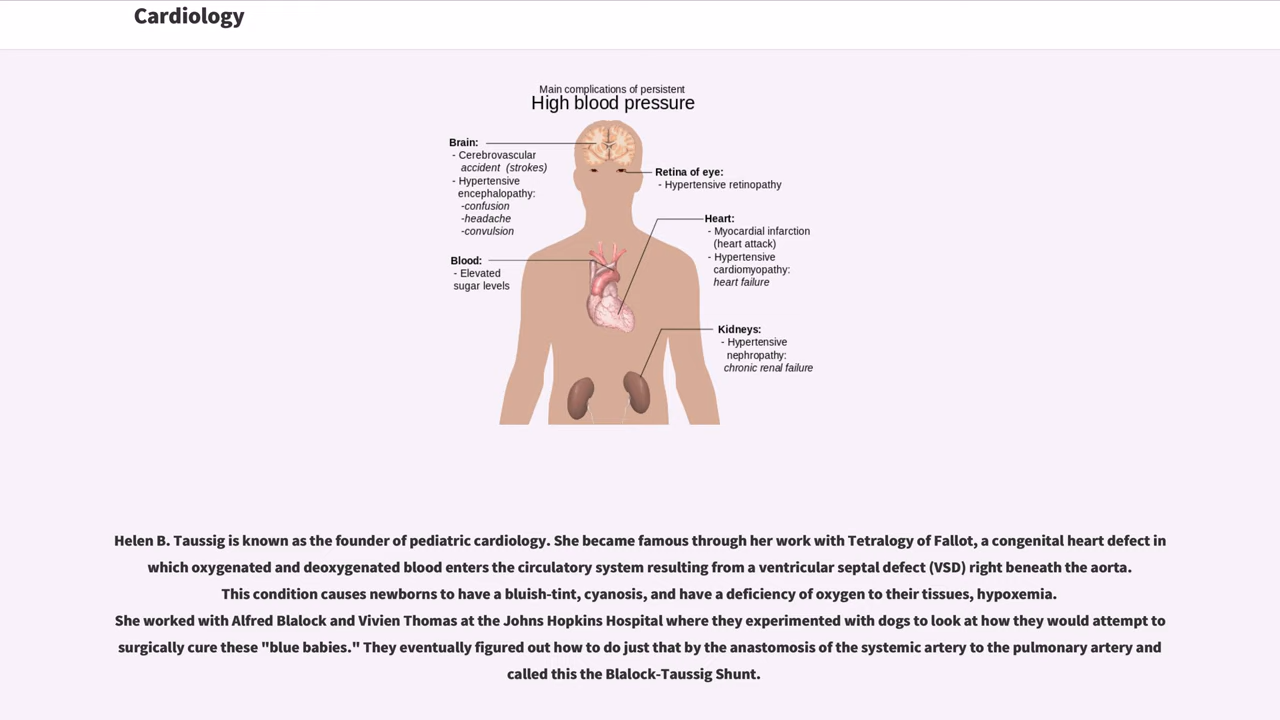 Cardiology
Main complications of persistent
High blood pressure
Brain:
- Cerebrovascular
accident (strokes)
- Hypertensive
encephalopathy:
-confusion
-headache
-convulsion
Retina of eye:
- Hypertensive retinopathy
Heart:
- Myocardial infarction
(heart attack)
- Hypertensive
cardiomyopathy:
heart failure
Blood:
- Elevated
sugar levels
Kidneys:
- Hypertensive
nephropathy:
chronic renal failure
Helen B. Taussig is known as the founder of pediatric cardiology. She became famous through her work with Tetralogy of Fallot, a congenital heart defect in
which oxygenated and deoxygenated blood enters the circulatory system resulting from a ventricular septal defect (VSD) right beneath the aorta.
This condition causes newborns to have a bluish-tint, cyanosis, and have a deficiency of oxygen to their tissues, hypoxemia.
She worked with Alfred Blalock and Vivien Thomas at the Johns Hopkins Hospital where they experimented with dogs to look at how they would attempt to
surgically cure these "blue babies." They eventually figured out how to do just that by the anastomosis of the systemic artery to the pulmonary artery and
called this the Blalock-Taussig Shunt.